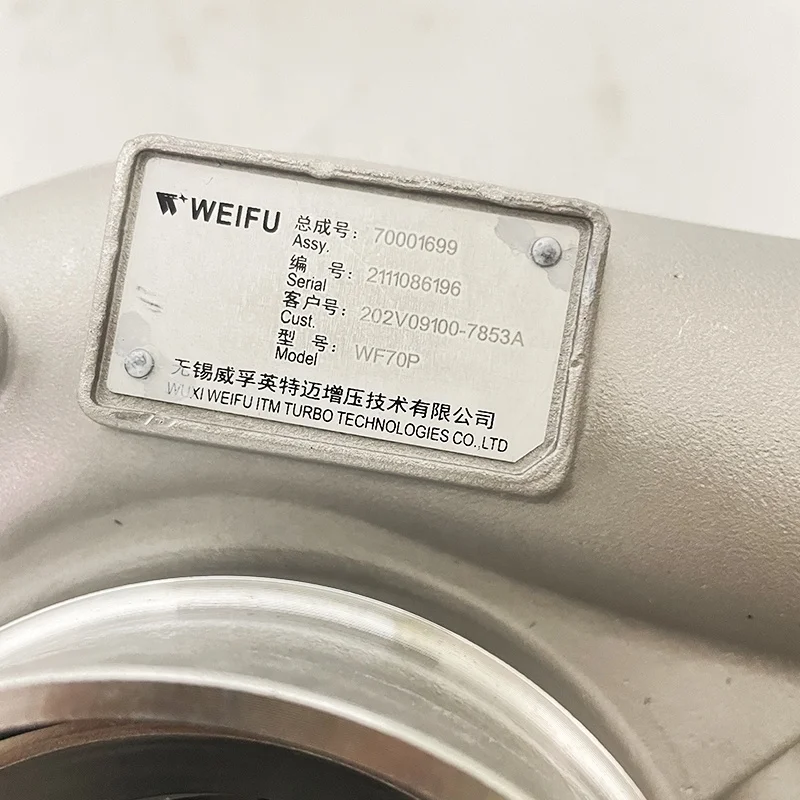 WEIFU
总成号: 70001699
Assy.
编 号: 2111086196
Serial
客户号: 202V09100-7853A
Cust.
型 号: WF70P
Model
无锡威孚英特迈增压技术有限公司
WUXI WEIFU ITM TURBO TECHNOLOGIES CO.,LTD